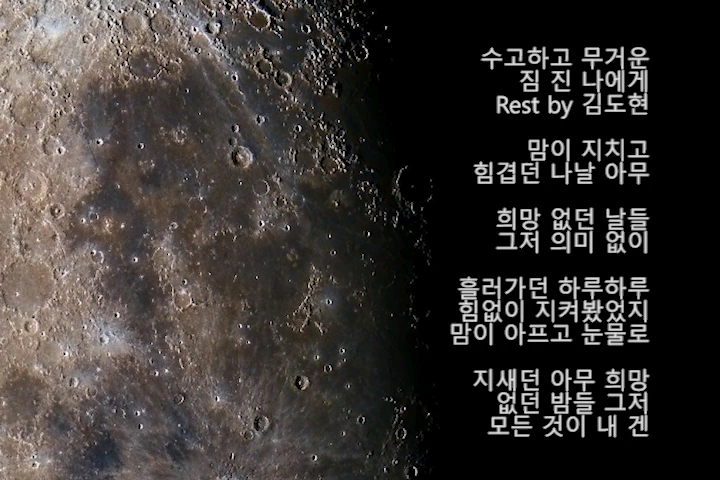 수고하고 무거운
짐 진 나에게
Rest by 김도현
맘이 지치고
힘겹던 나날 아무
희망 없던 날들
그저 의미 없이
흘러가던 하루하루
힘없이 지켜봤었지
맘이 아프고 눈물로
지새던 아무 희망
없던 밤들 그저
모든 것이 내 겐